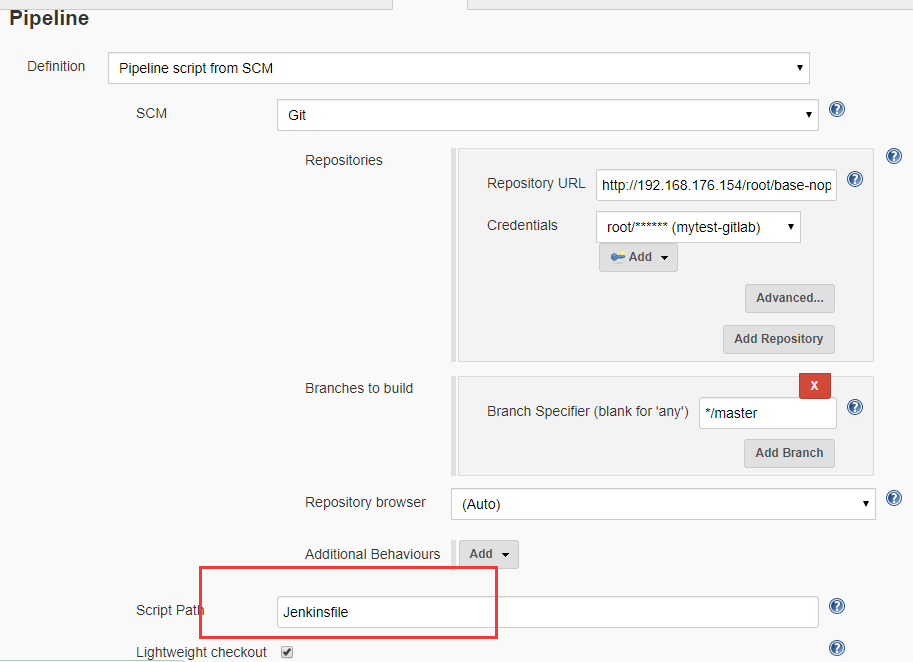 Pipeline
Definition
Pipeline script from SCM
SCM
Git
Repositories
Repository URL
http://192.168.176.154/root/base-nop
Credentials
root/****** (mytest-gitlab)
Add
Advanced...
Add Repository
Branches to build
X
Branch Specifier (blank for 'any')
*/master
Add Branch
Repository browser
(Auto)
Additional Behaviours
Add
Script Path
Jenkinsfile
Lightweight checkout